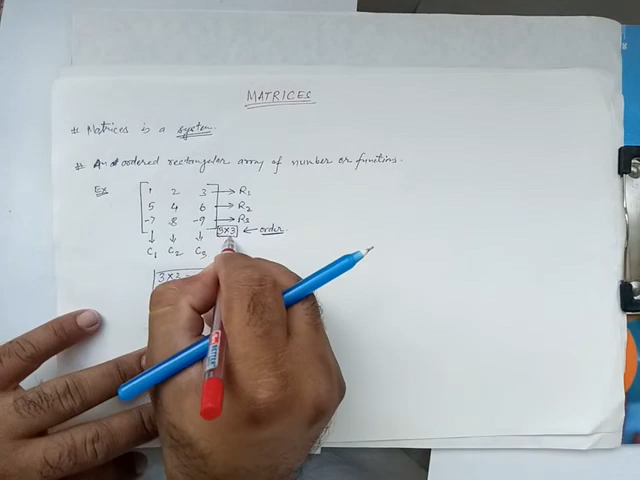 MATRICES
# Matrices is a system.
# An ordered rectangular array of number or functions.
Ex
1 2 3 → R1
5 4 6 → R2
-7 8 -9 → R3
↓ ↓ ↓ 3×3 ← order
C1 C2 C3